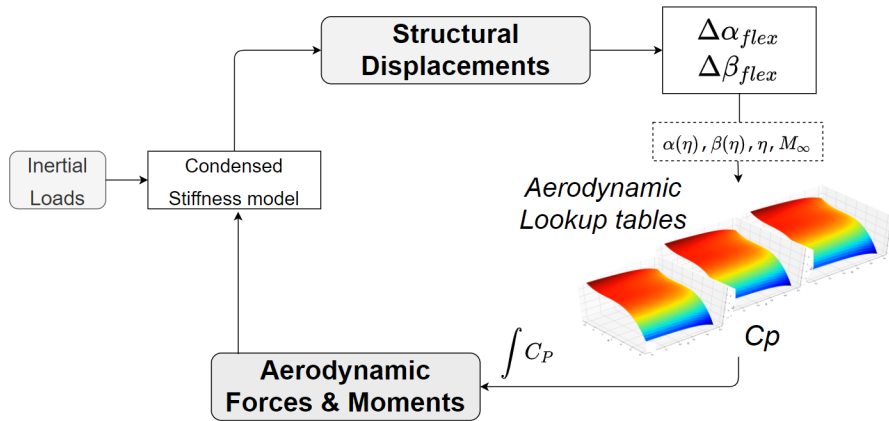 Structural
Displacements
Δα_flex
Δβ_flex
α(η), β(η), η, M_∞
Inertial
Loads
Condensed
Stiffness model
Aerodynamic
Lookup tables
Cp
∫ C_P
Aerodynamic
Forces & Moments